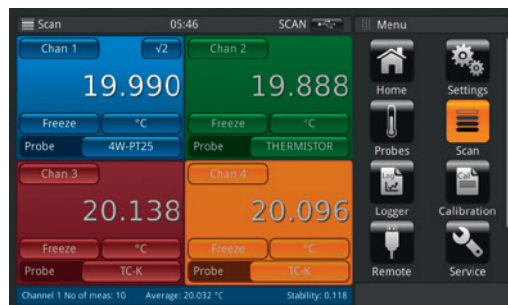 Scan 05:46 SCAN
Chan 1 √2
19.990
Freeze °C
Probe 4W-PT25
Chan 2
19.888
Freeze °C
Probe THERMISTOR
Chan 3
20.138
Freeze °C
Probe TC-K
Chan 4
20.096
Freeze °C
Probe TC-K
Channel 1 No of meas: 10 Average: 20.032 °C Stability: 0.118
Menu
Home Settings
Probes Scan
Log Cal
Logger Calibration
Remote Service